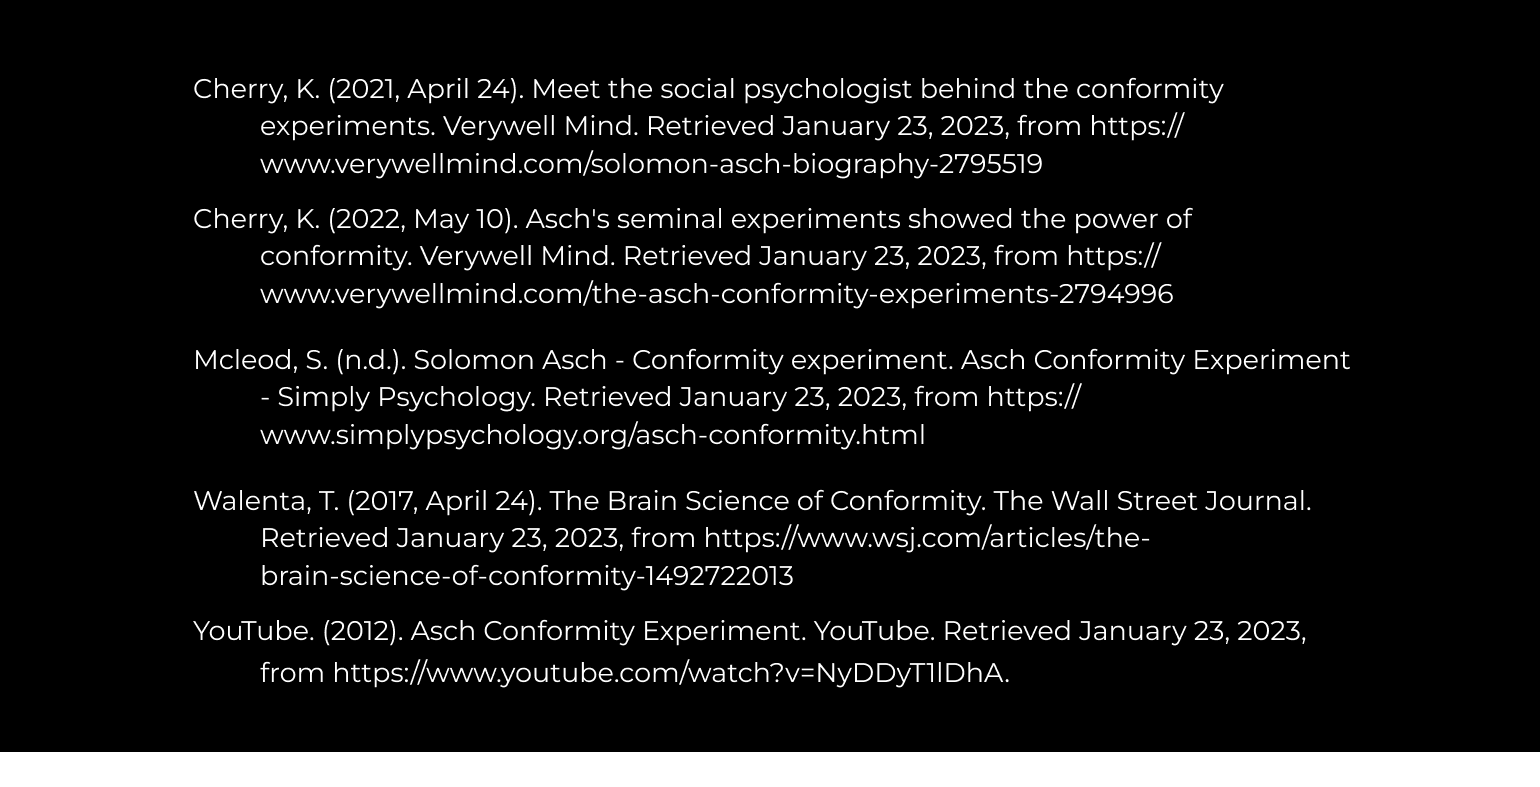 Cherry, K. (2021, April 24). Meet the social psychologist behind the conformity
experiments. Verywell Mind. Retrieved January 23, 2023, from https://
www.verywellmind.com/solomon-asch-biography-2795519
Cherry, K. (2022, May 10). Asch's seminal experiments showed the power of
conformity. Verywell Mind. Retrieved January 23, 2023, from https://
www.verywellmind.com/the-asch-conformity-experiments-2794996
Mcleod, S. (n.d.). Solomon Asch - Conformity experiment. Asch Conformity Experiment
- Simply Psychology. Retrieved January 23, 2023, from https://
www.simplypsychology.org/asch-conformity.html
Walenta, T. (2017, April 24). The Brain Science of Conformity. The Wall Street Journal.
Retrieved January 23, 2023, from https://www.wsj.com/articles/the-
brain-science-of-conformity-1492722013
YouTube. (2012). Asch Conformity Experiment. YouTube. Retrieved January 23, 2023,
from https://www.youtube.com/watch?v=NyDDyT1lDhA.